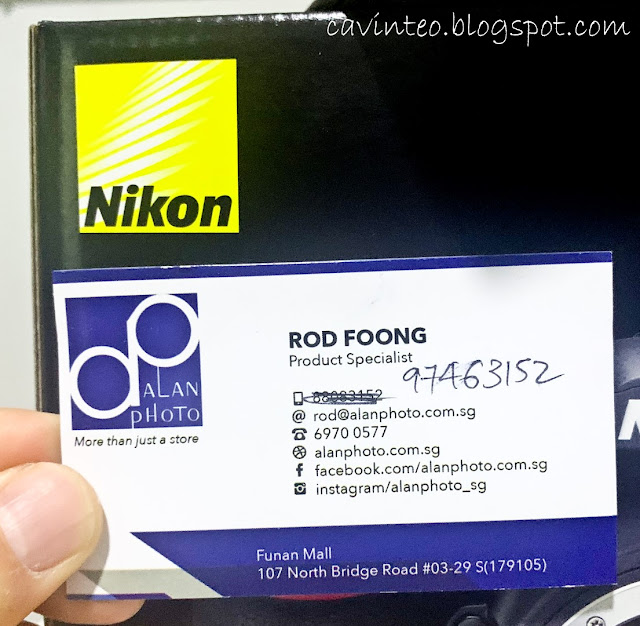 cavinteo.blogspot.com
Nikon
ALAN
PHOTO
More than just a store
ROD FOONG
Product Specialist
97463152
88083152
@ rod@alanphoto.com.sg
6970 0577
alanphoto.com.sg
facebook.com/alanphoto.com.sg
instagram/alanphoto_sg
Funan Mall
107 North Bridge Road #03-29 S(179105)